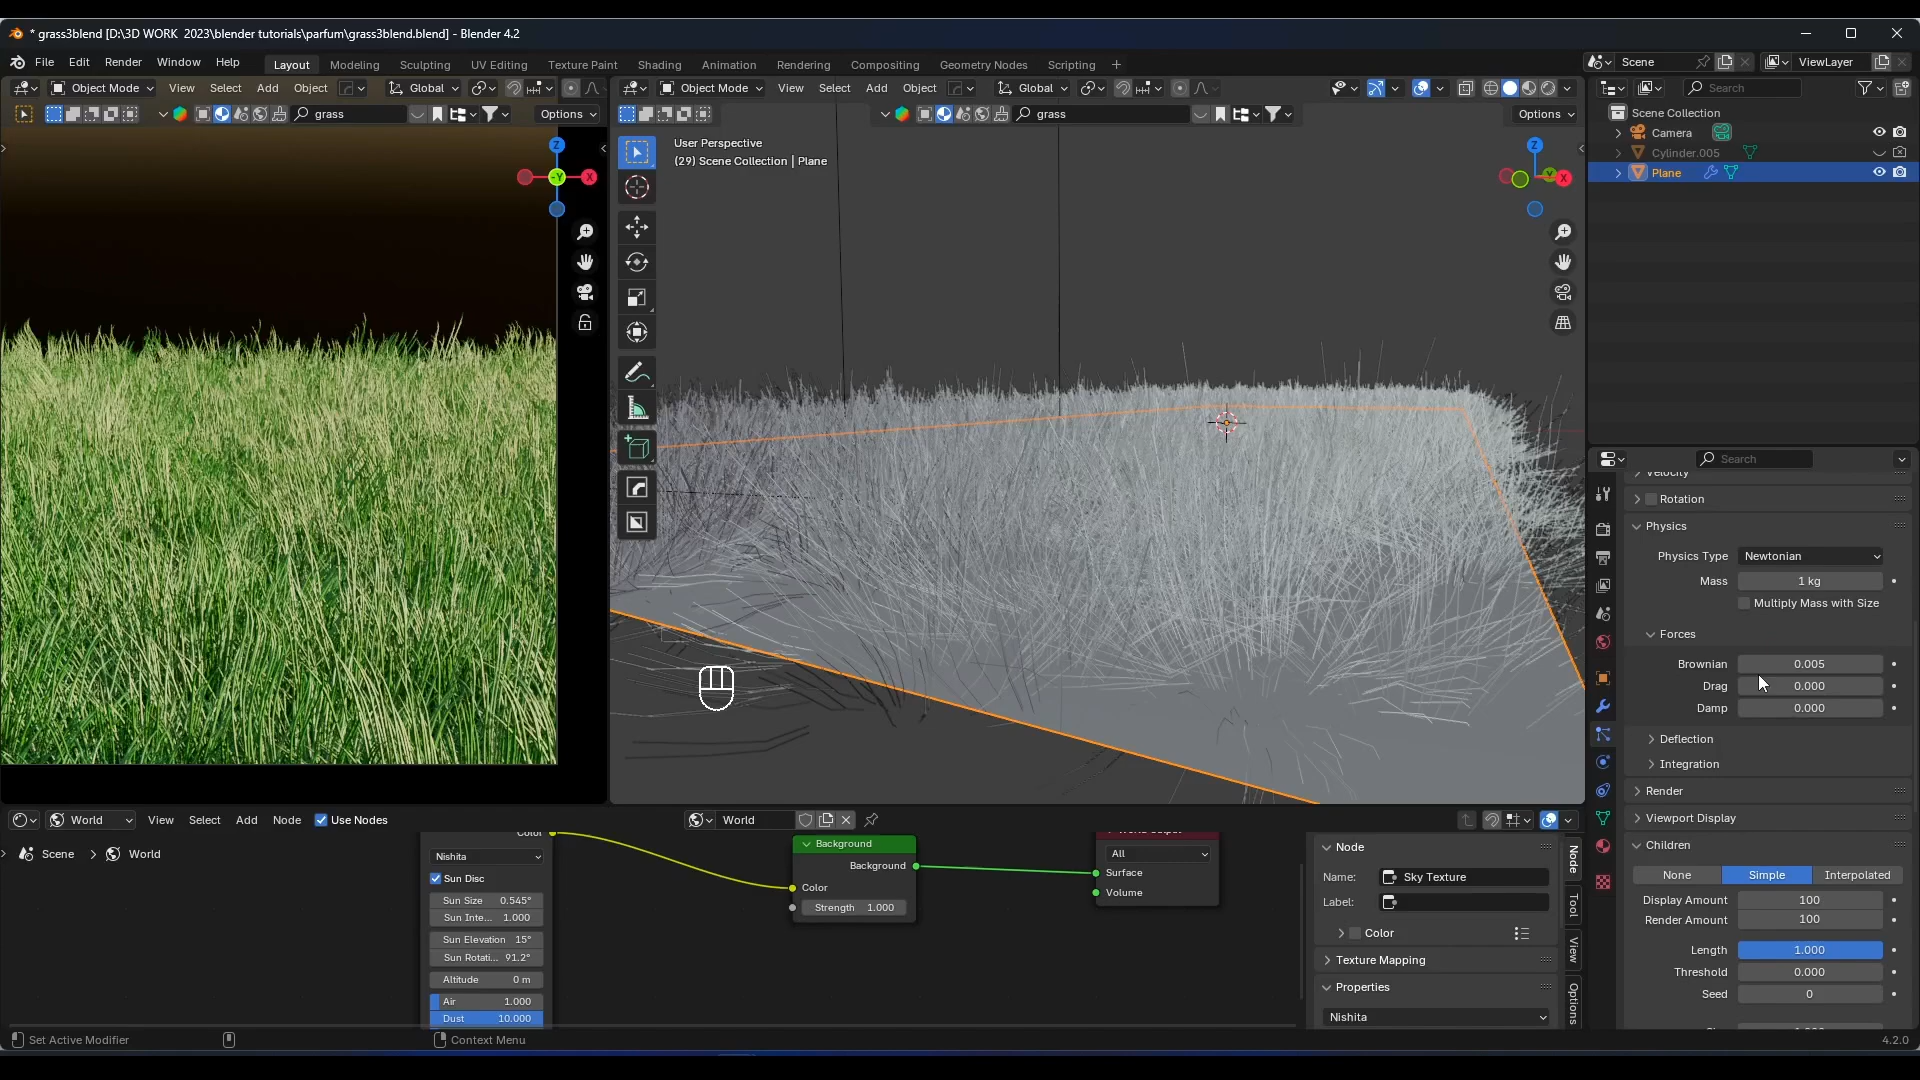 * grass3blend [D:\3D WORK  2023\blender tutorials\parfum\grass3blend.blend] - Blender 4.2
File Edit Render Window Help
Layout Modeling Sculpting UV Editing Texture Paint Shading Animation Rendering Compositing Geometry Nodes Scripting +
Scene
ViewLayer
Object Mode View Select Add Object Global
grass
Options
Object Mode View Select Add Object Global
grass
Options
Search
Z
-Y
X
User Perspective
(29) Scene Collection | Plane
Z
Y
X
Scene Collection
Camera
Cylinder.005
Plane
Search
Velocity
Rotation
Physics
Physics Type Newtonian
Mass 1 kg
Multiply Mass with Size
Forces
Brownian 0.005
Drag 0.000
Damp 0.000
Deflection
Integration
Render
Viewport Display
Children
None Simple Interpolated
Display Amount 100
Render Amount 100
Length 1.000
Threshold 0.000
Seed 0
World View Select Add Node Use Nodes
World
Scene > World
Color
Nishita
Sun Disc
Sun Size 0.545°
Sun Inte... 1.000
Sun Elevation 15°
Sun Rotati... 91.2°
Altitude 0 m
Air 1.000
Dust 10.000
Background
Background
Color
Strength 1.000
All
Surface
Volume
Node
Name: Sky Texture
Label:
Color
Texture Mapping
Properties
Nishita
Node
Tool
View
Options
Set Active Modifier
Context Menu
4.2.0